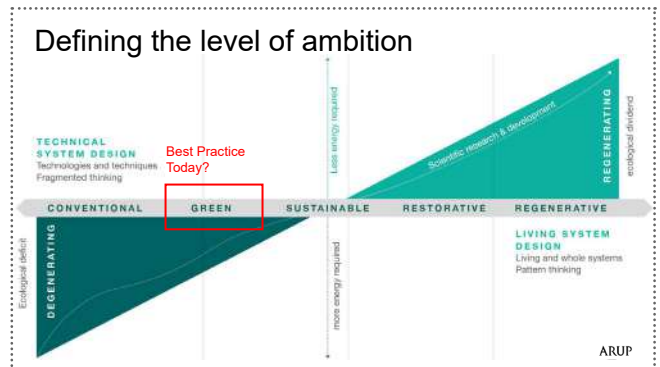 Defining the level of ambition
TECHNICAL
SYSTEM DESIGN
Technologies and techniques
Fragmented thinking
Best Practice
Today?
Less energy required
Scientific research & development
REGENERATING
ecological dividend
CONVENTIONAL
GREEN
SUSTAINABLE
RESTORATIVE
REGENERATIVE
Ecological deficit
DEGENERATING
more energy required
LIVING SYSTEM
DESIGN
Living and whole systems
Pattern thinking
ARUP